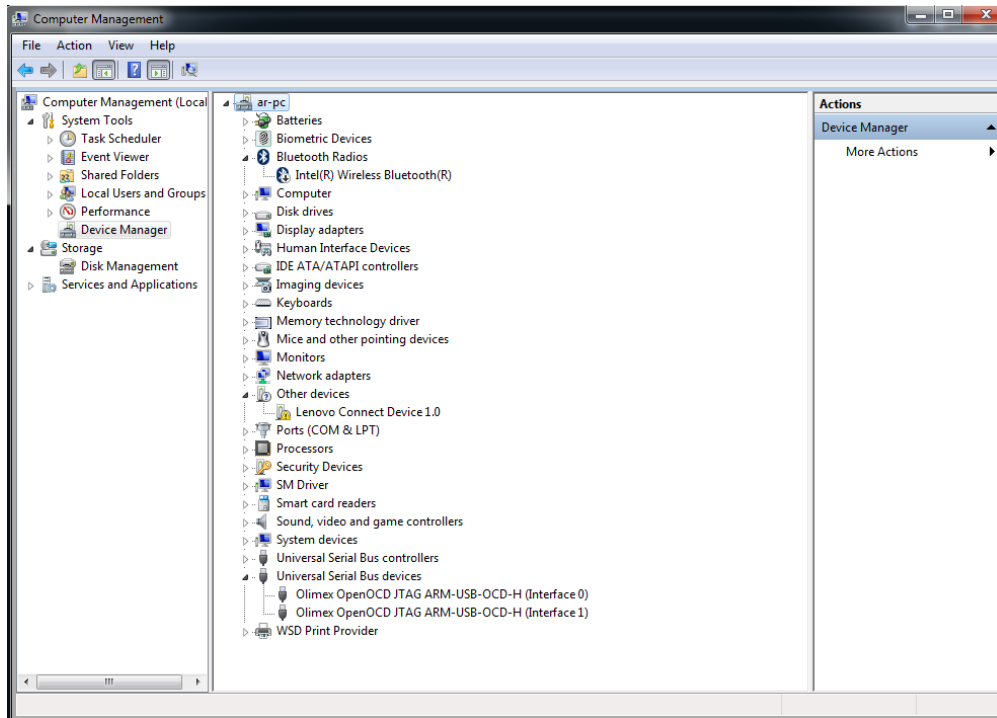 Computer Management
File Action View Help
Computer Management (Local
System Tools
Task Scheduler
Event Viewer
Shared Folders
Local Users and Groups
Performance
Device Manager
Storage
Disk Management
Services and Applications
ar-pc
Batteries
Biometric Devices
Bluetooth Radios
Intel(R) Wireless Bluetooth(R)
Computer
Disk drives
Display adapters
Human Interface Devices
IDE ATA/ATAPI controllers
Imaging devices
Keyboards
Memory technology driver
Mice and other pointing devices
Monitors
Network adapters
Other devices
Lenovo Connect Device 1.0
Ports (COM & LPT)
Processors
Security Devices
SM Driver
Smart card readers
Sound, video and game controllers
System devices
Universal Serial Bus controllers
Universal Serial Bus devices
Olimex OpenOCD JTAG ARM-USB-OCD-H (Interface 0)
Olimex OpenOCD JTAG ARM-USB-OCD-H (Interface 1)
WSD Print Provider
Actions
Device Manager
More Actions